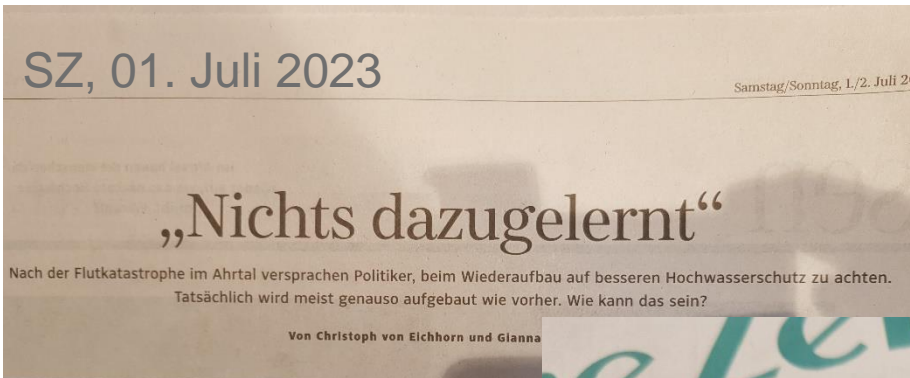 SZ, 01. Juli 2023
Samstag/Sonntag, 1./2. Juli
„Nichts dazugelernt“
Nach der Flutkatastrophe im Ahrtal versprachen Politiker, beim Wiederaufbau auf besseren Hochwasserschutz zu achten.
Tatsächlich wird meist genauso aufgebaut wie vorher. Wie kann das sein?
Von Christoph von Eichhorn und Gianna